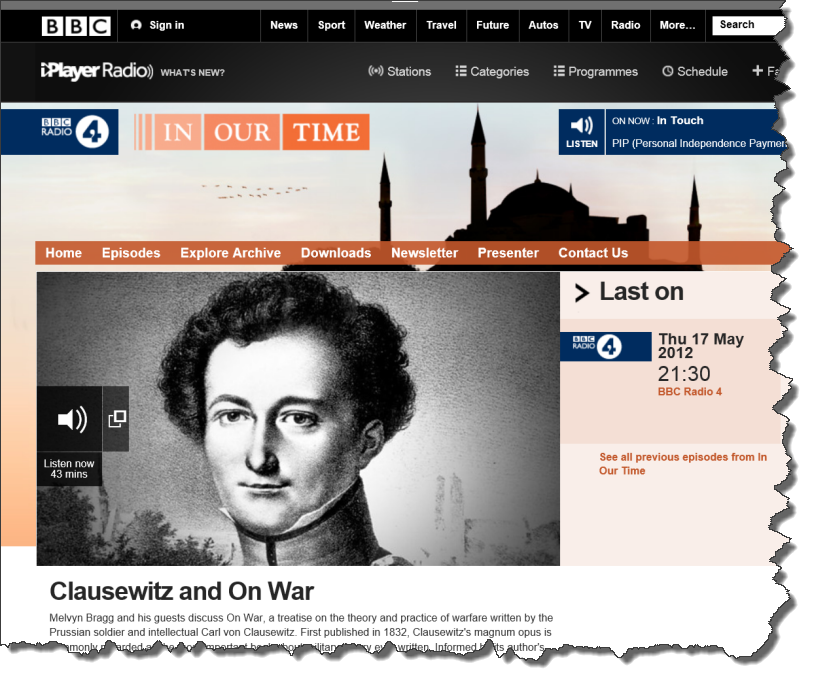 BBC Sign in News Sport Weather Travel Future Autos TV Radio More... Search
iPlayer Radio WHAT'S NEW? Stations Categories Programmes Schedule
BBC RADIO 4 IN OUR TIME
LISTEN
ON NOW : In Touch
PIP (Personal Independence
Home Episodes Explore Archive Downloads Newsletter Presenter Contact Us
Last on
BBC RADIO 4
Thu 17 May
2012
21:30
BBC Radio 4
See all previous episodes from In
Our Time
Listen now
43 mins
Clausewitz and On War
Melvyn Bragg and his guests discuss On War, a treatise on the theory and practice of warfare written by the
Prussian soldier and intellectual Carl von Clausewitz. First published in 1832, Clausewitz's magnum opus is
written. Informed author's